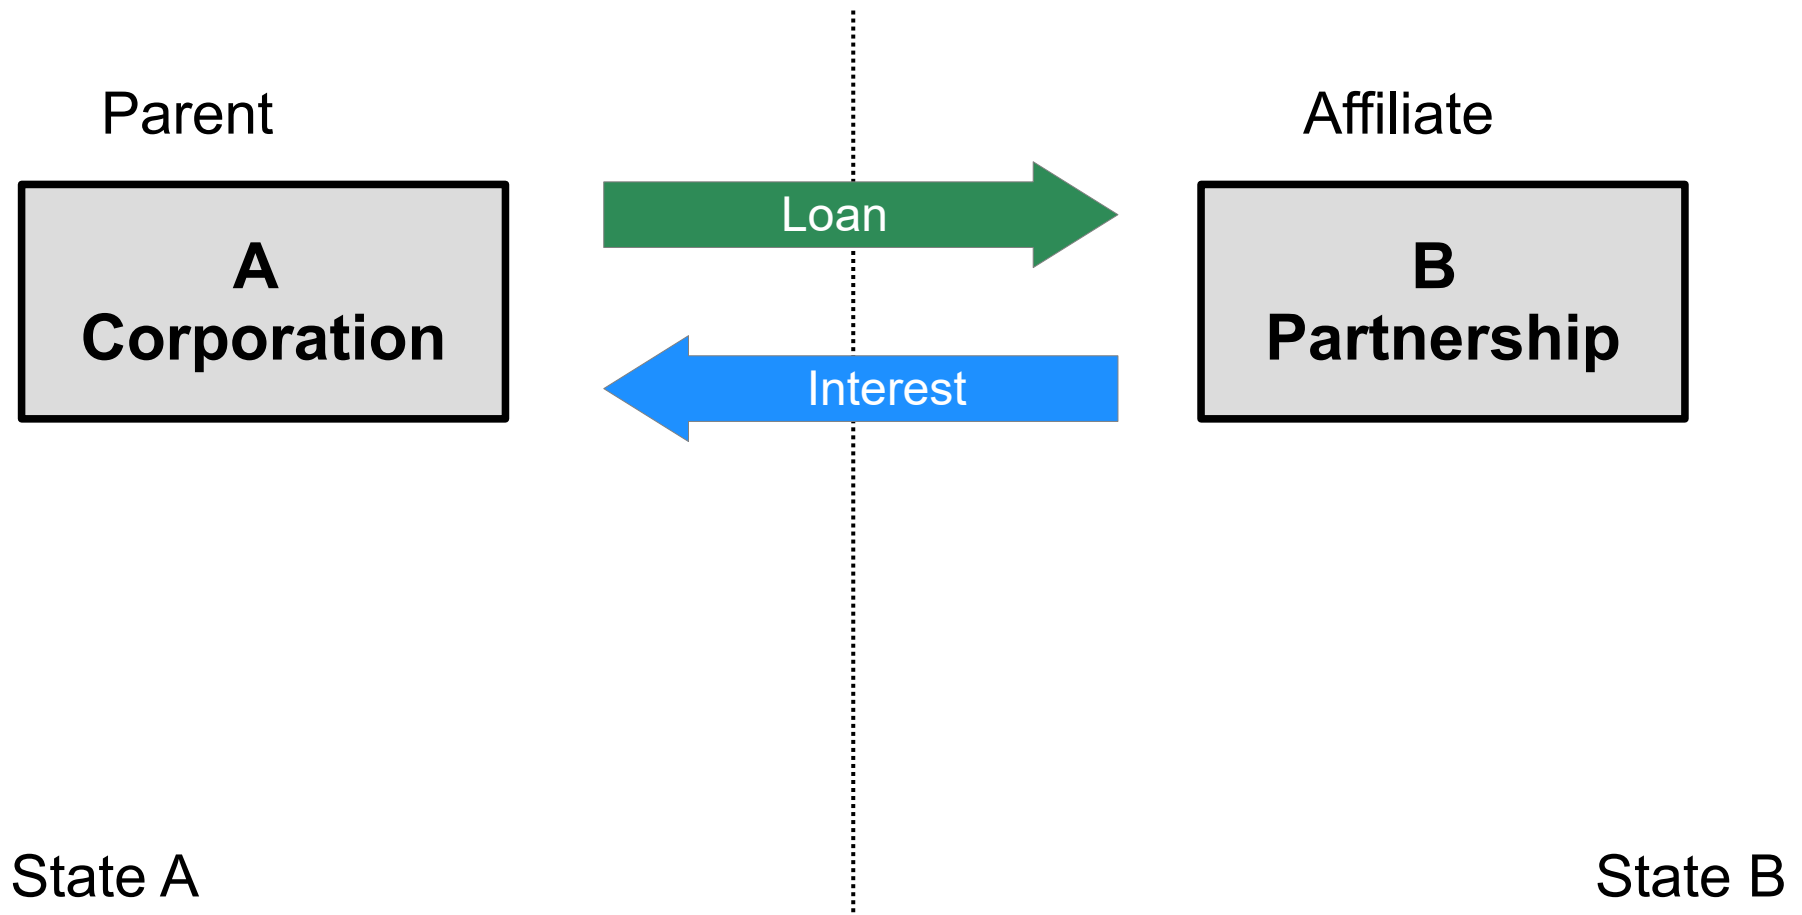 Parent
Affiliate
A
Corporation
Loan
B
Partnership
Interest
State A
State B